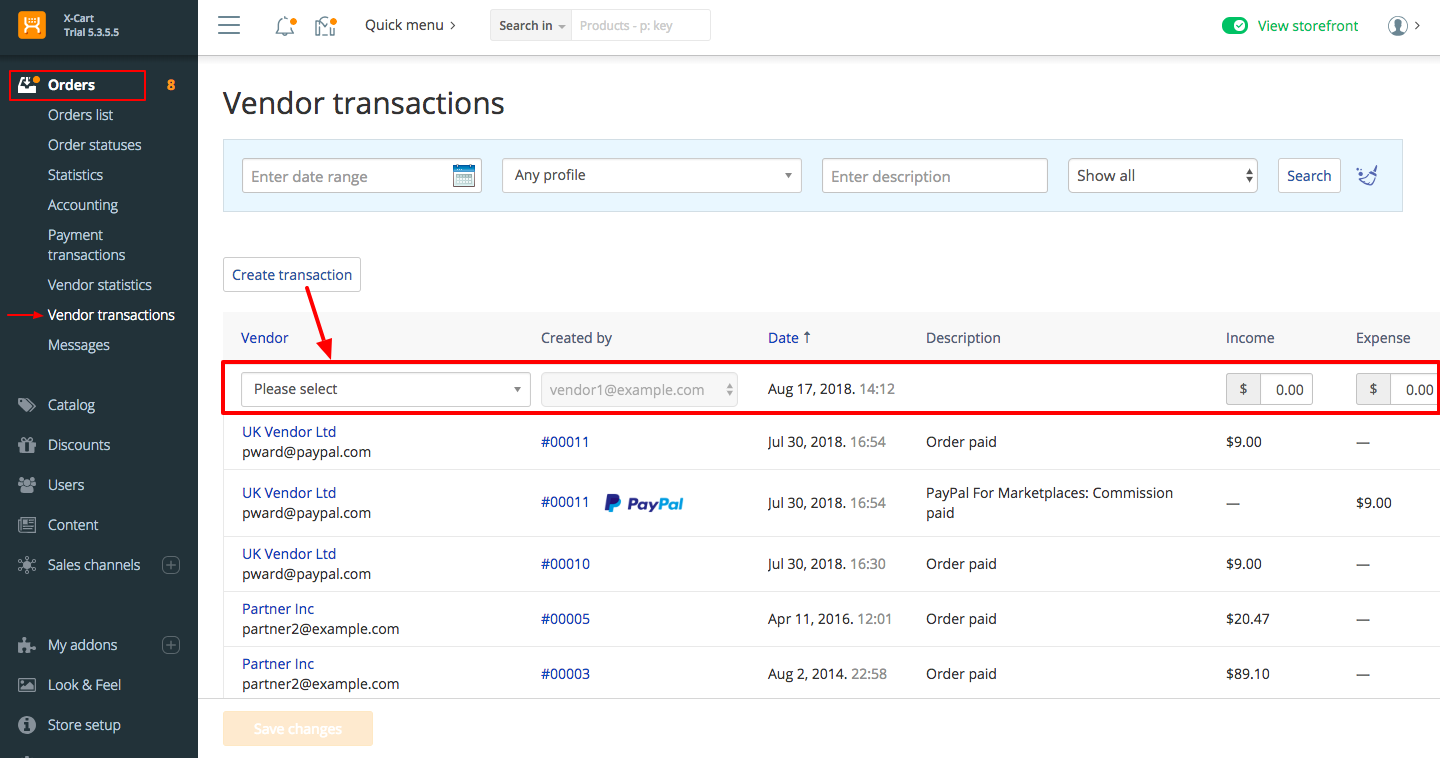 X-Cart
Trial 5.3.5.5
Quick menu
Search in
Products - p: key
View storefront
Orders
8
Orders list
Order statuses
Statistics
Accounting
Payment
transactions
Vendor statistics
Vendor transactions
Messages
Catalog
Discounts
Users
Content
Sales channels
My addons
Look & Feel
Store setup
Vendor transactions
Enter date range
Any profile
Enter description
Show all
Search
Create transaction
Vendor Created by Date ↑ Description Income Expense
Please select vendor1@example.com Aug 17, 2018. 14:12 $ 0.00 $ 0.00
UK Vendor Ltd
pward@paypal.com
#00011 Jul 30, 2018. 16:54 Order paid $9.00 —
UK Vendor Ltd
pward@paypal.com
#00011 PayPal Jul 30, 2018. 16:54
PayPal For Marketplaces: Commission
paid
— $9.00
UK Vendor Ltd
pward@paypal.com
#00010 Jul 30, 2018. 16:30 Order paid $9.00 —
Partner Inc
partner2@example.com
#00005 Apr 11, 2016. 12:01 Order paid $20.47 —
Partner Inc
partner2@example.com
#00003 Aug 2, 2014. 22:58 Order paid $89.10 —
Save changes